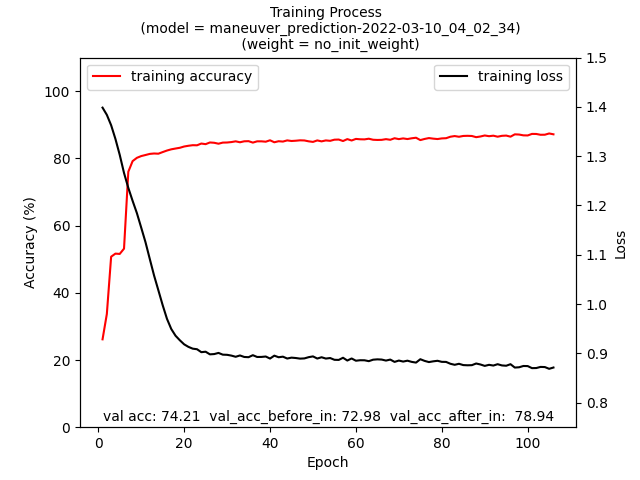 Training Process
(model = maneuver_prediction-2022-03-10_04_02_34)
(weight = no_init_weight)
training accuracy
training loss
Accuracy (%)
100
80
60
40
20
0
1.5
1.4
1.3
1.2
1.1
1.0
0.9
0.8
Loss
val acc: 74.21 val_acc_before_in: 72.98 val_acc_after_in: 78.94
0 20 40 60 80 100
Epoch